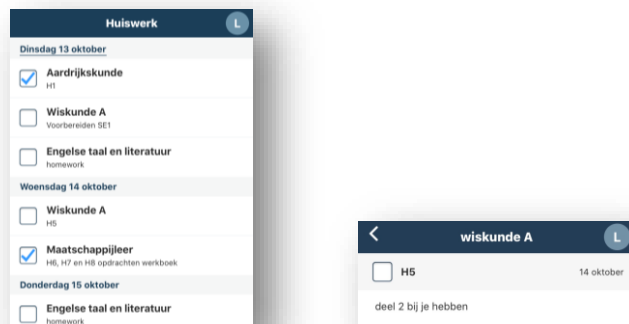 Huiswerk
L
Dinsdag 13 oktober
Aardrijkskunde
H1
Wiskunde A
Voorbereiden SE1
Engelse taal en literatuur
homework
Woensdag 14 oktober
Wiskunde A
H5
Maatschappijleer
H6, H7 en H8 opdrachten werkboek
Donderdag 15 oktober
Engelse taal en literatuur
homework
wiskunde A
L
H5
14 oktober
deel 2 bij je hebben